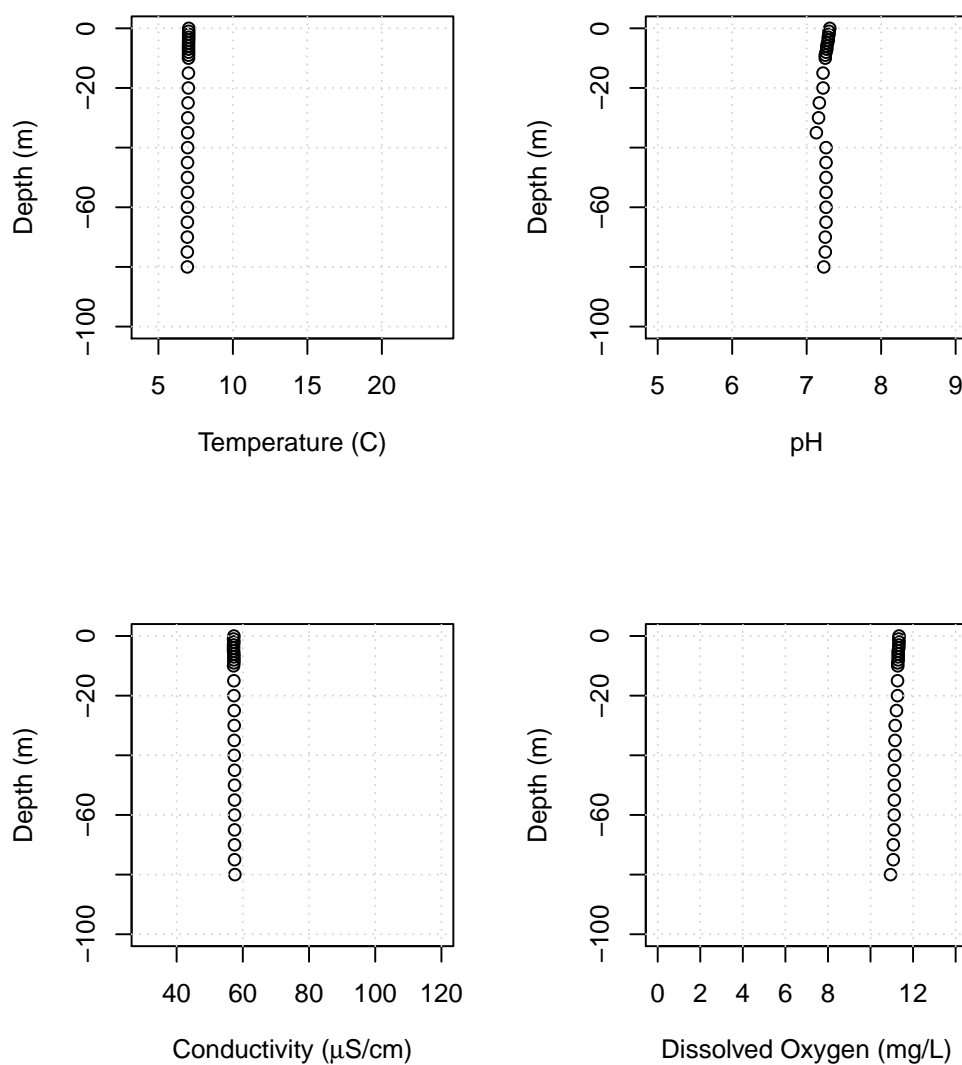 0
−20
−60
−100
Depth (m)
5 10 15 20
Temperature (C)
0
−20
−60
−100
Depth (m)
5 6 7 8 9
pH
0
−20
−60
−100
Depth (m)
40 60 80 100 120
Conductivity (μS/cm)
0
−20
−60
−100
Depth (m)
0 2 4 6 8 12
Dissolved Oxygen (mg/L)